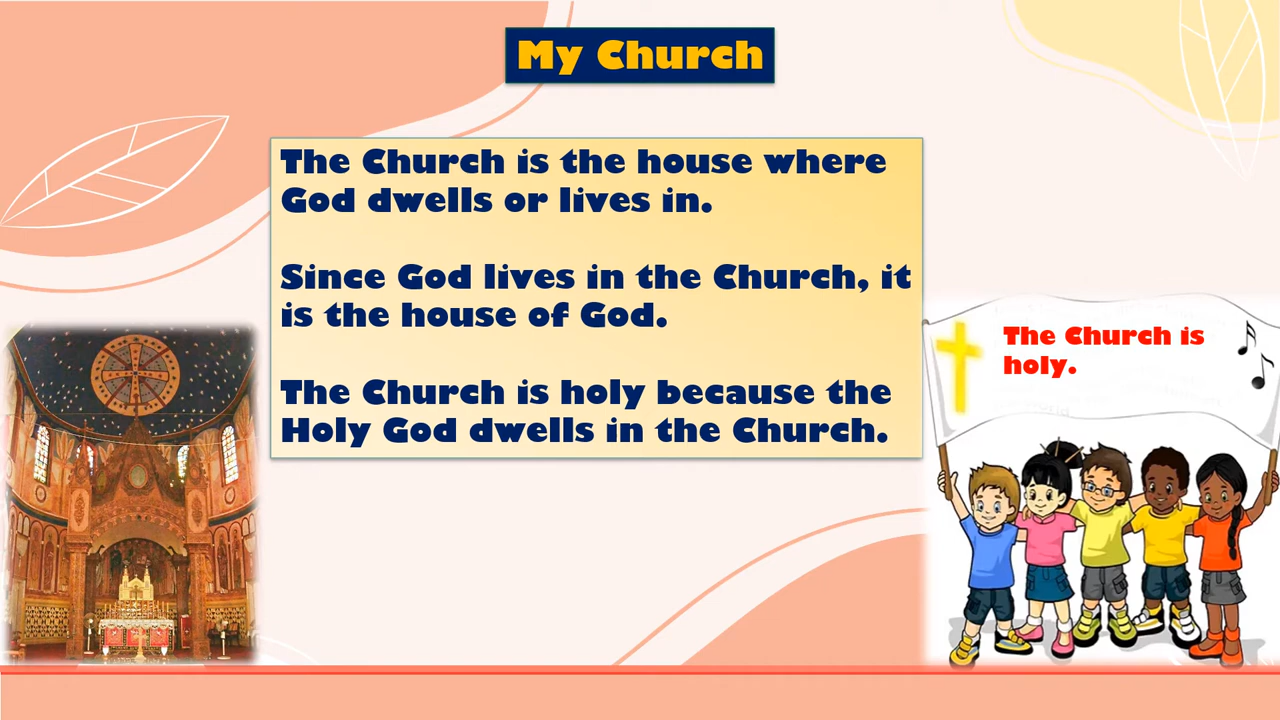 My Church
The Church is the house where
God dwells or lives in.
Since God lives in the Church, it
is the house of God.
The Church is holy because the
Holy God dwells in the Church.
The Church is
holy.